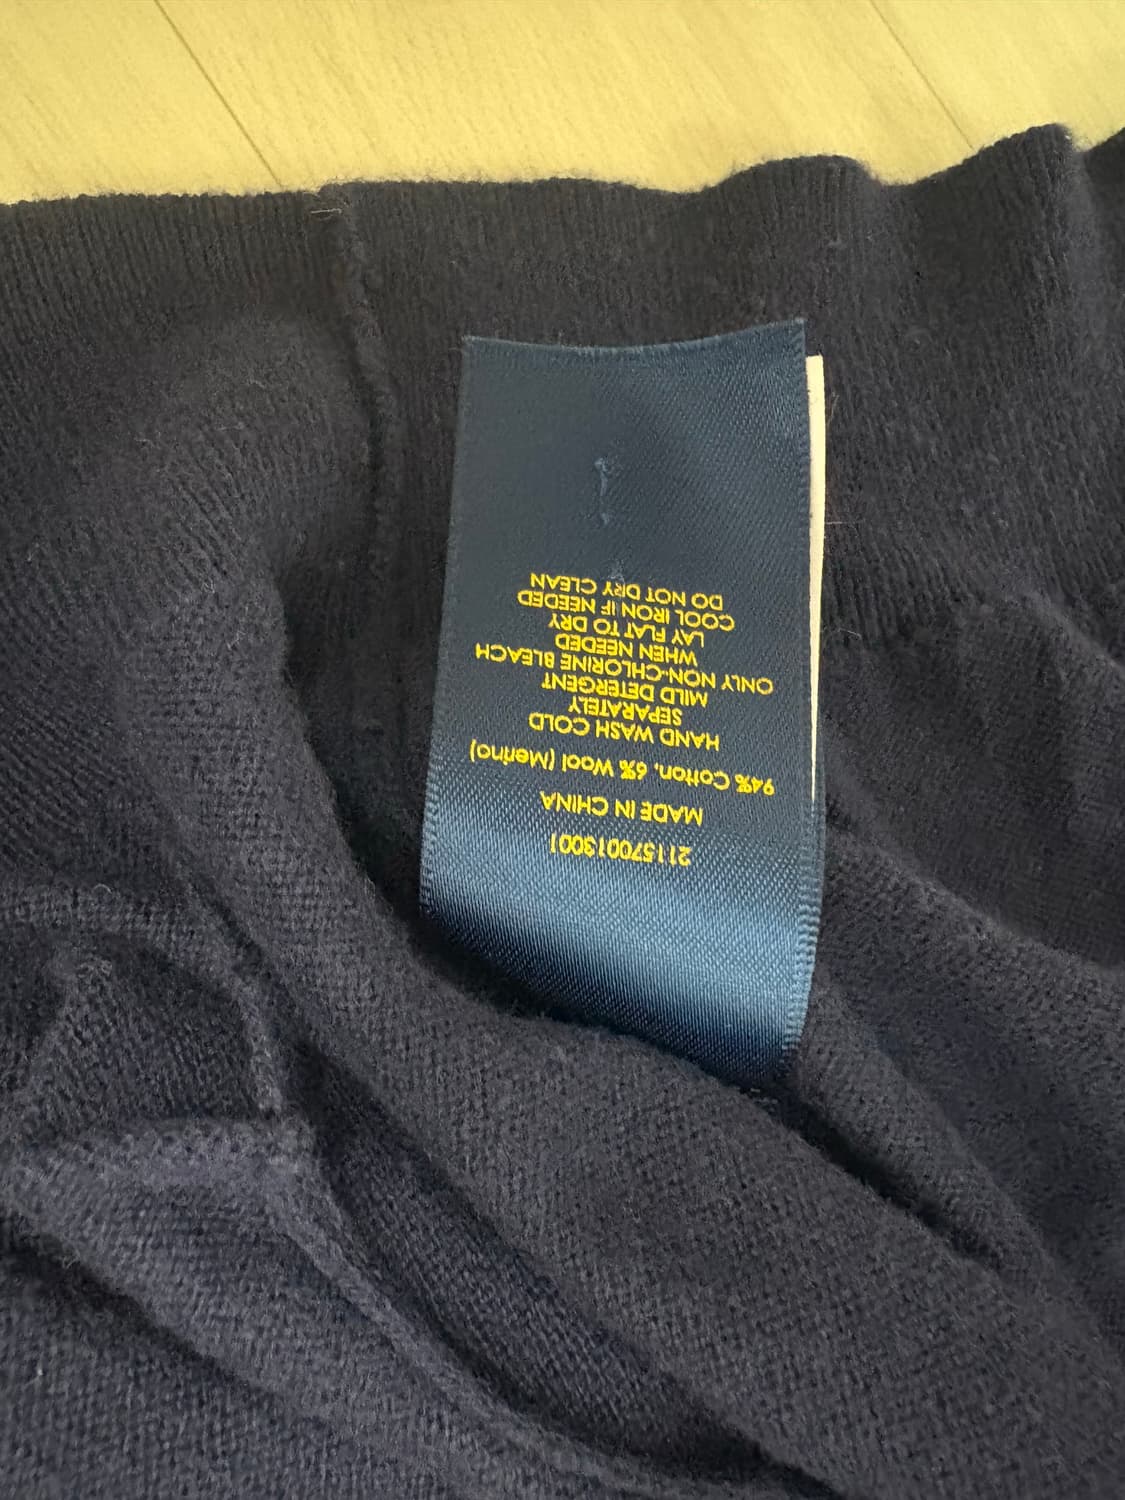 211570013001
MADE IN CHINA
94% Cotton, 6% Wool (Merino)
HAND WASH COLD
SEPARATELY
MILD DETERGENT
ONLY NON-CHLORINE BLEACH
WHEN NEEDED
LAY FLAT TO DRY
COOL IRON IF NEEDED
DO NOT DRY CLEAN